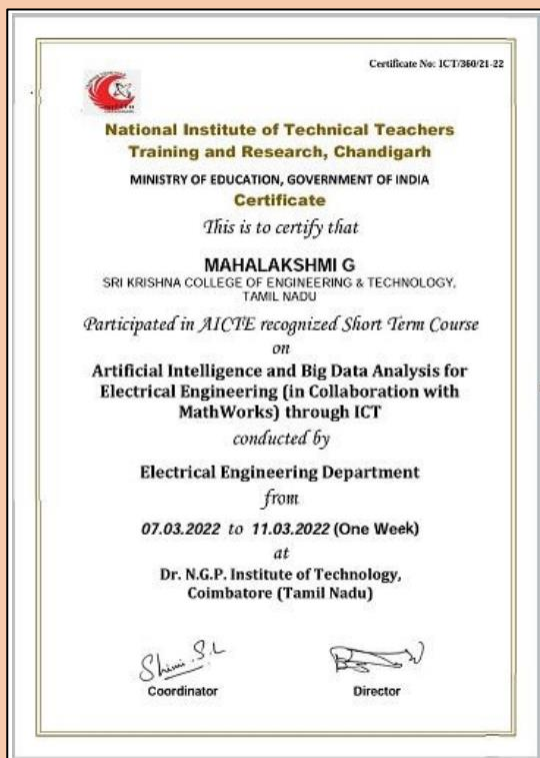 Certificate No: ICT/360/21-22
National Institute of Technical Teachers
Training and Research, Chandigarh
MINISTRY OF EDUCATION, GOVERNMENT OF INDIA
Certificate
This is to certify that
MAHALAKSHMI G
SRI KRISHNA COLLEGE OF ENGINEERING & TECHNOLOGY,
TAMIL NADU
Participated in AICTE recognized Short Term Course
on
Artificial Intelligence and Big Data Analysis for
Electrical Engineering (in Collaboration with
MathWorks) through ICT
conducted by
Electrical Engineering Department
from
07.03.2022 to 11.03.2022 (One Week)
at
Dr. N.G.P. Institute of Technology,
Coimbatore (Tamil Nadu)
Shimi S.L
Coordinator
Director